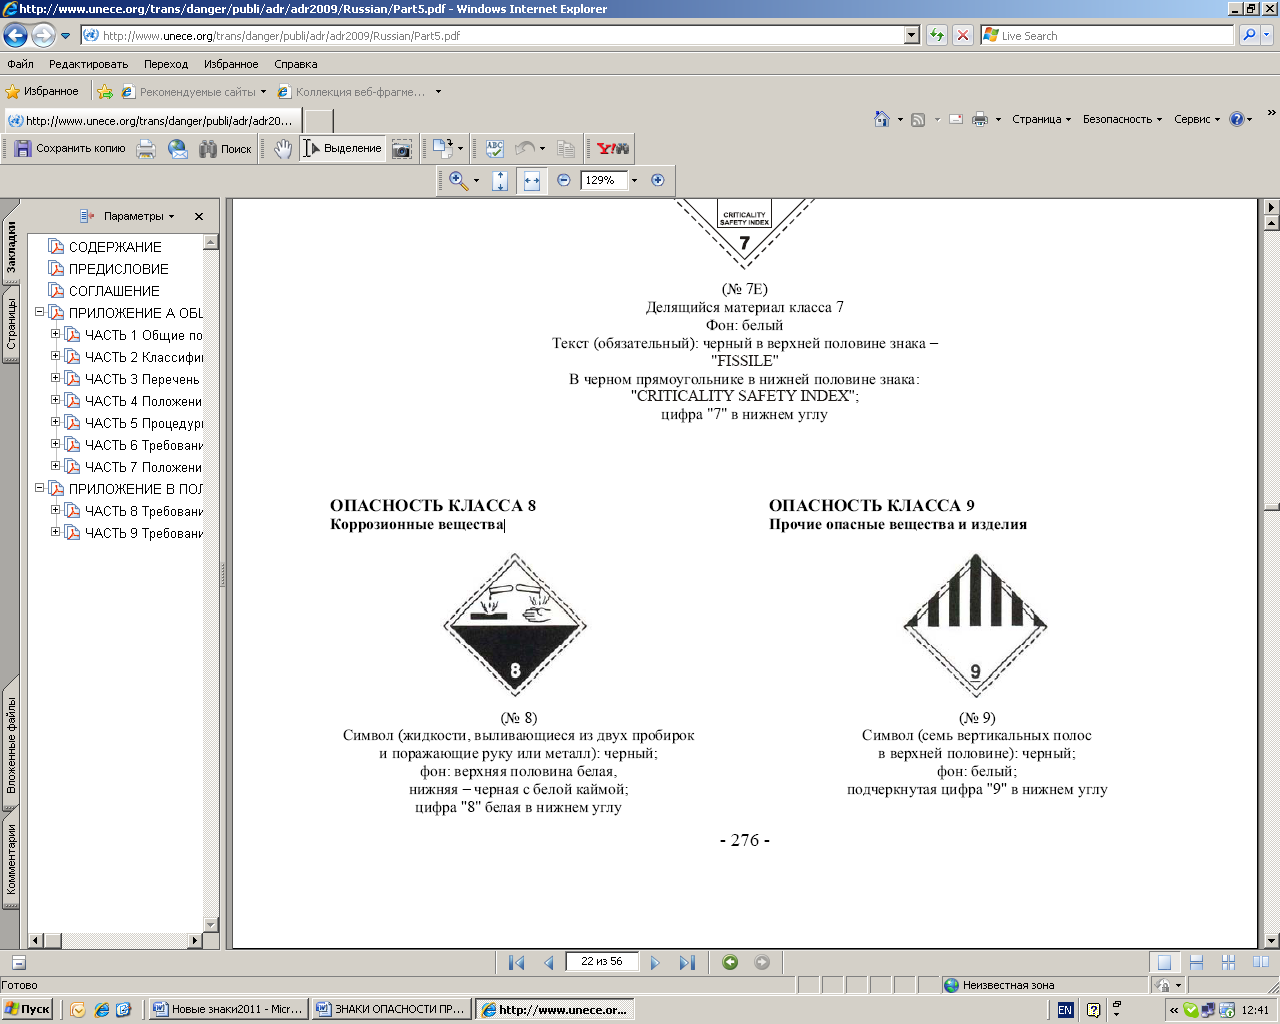 http://www.unece.org/trans/danger/publi/adr/adr2009/Russian/Part5.pdf - Windows Internet Explorer
http://www.unece.org/trans/danger/publi/adr/adr2009/Russian/Part5.pdf
Live Search
Файл Редактировать Переход Избранное Справка
Избранное Рекомендуемые сайты Коллекция веб-фрагме...
http://www.unece.org/trans/danger/publi/adr/adr20... Страница Безопасность Сервис
Сохранить копию Поиск Выделение
129%
Закладки
Страницы
Вложенные файлы
Комментарии
Параметры
СОДЕРЖАНИЕ
ПРЕДИСЛОВИЕ
СОГЛАШЕНИЕ
ПРИЛОЖЕНИЕ А ОБЩ
ЧАСТЬ 1 Общие по
ЧАСТЬ 2 Классифи
ЧАСТЬ 3 Перечень
ЧАСТЬ 4 Положени
ЧАСТЬ 5 Процедур
ЧАСТЬ 6 Требовани
ЧАСТЬ 7 Положени
ПРИЛОЖЕНИЕ В ПОЛ
ЧАСТЬ 8 Требовани
ЧАСТЬ 9 Требовани
CRITICALITY
SAFETY INDEX
7
(№ 7E)
Делящийся материал класса 7
Фон: белый
Текст (обязательный): черный в верхней половине знака –
"FISSILE"
В черном прямоугольнике в нижней половине знака:
"CRITICALITY SAFETY INDEX";
цифра "7" в нижнем углу
ОПАСНОСТЬ КЛАССА 8
Коррозионные вещества
8
(№ 8)
Символ (жидкости, выливающиеся из двух пробирок
и поражающие руку или металл): черный;
фон: верхняя половина белая,
нижняя – черная с белой каймой;
цифра "8" белая в нижнем углу
ОПАСНОСТЬ КЛАССА 9
Прочие опасные вещества и изделия
9
(№ 9)
Символ (семь вертикальных полос
в верхней половине): черный;
фон: белый;
подчеркнутая цифра "9" в нижнем углу
- 276 -
22 из 56
Готово
Неизвестная зона
Пуск Новые знаки2011 - Micr... ЗНАКИ ОПАСНОСТИ ПР... http://www.unece.or... EN 12:41